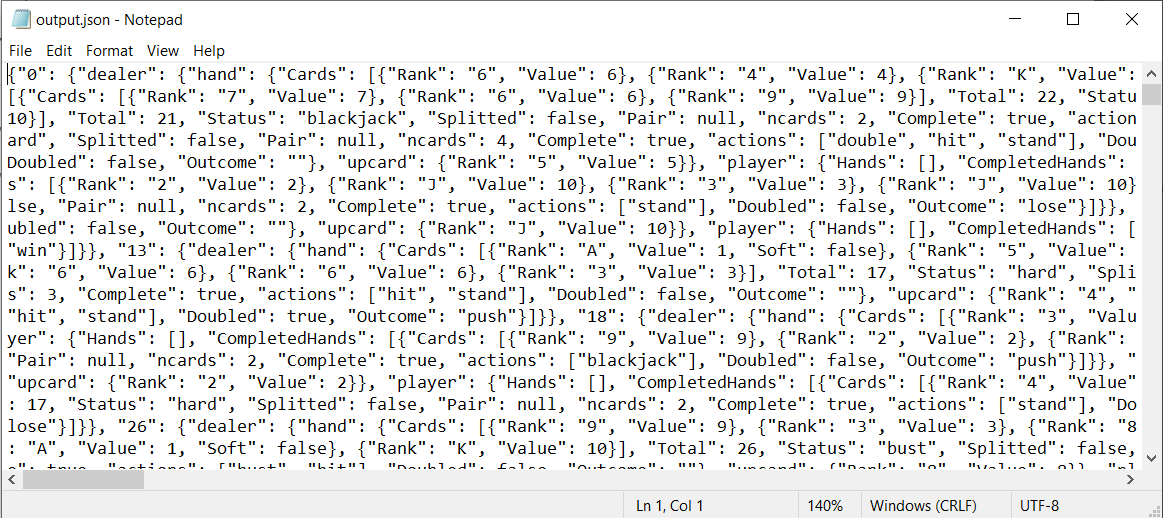 output.json - Notepad
File Edit Format View Help
{"0": {"dealer": {"hand": {"Cards": [{"Rank": "6", "Value": 6}, {"Rank": "4", "Value": 4}, {"Rank": "K", "Value":
[{"Cards": [{"Rank": "7", "Value": 7}, {"Rank": "6", "Value": 6}, {"Rank": "9", "Value": 9}], "Total": 22, "Statu
10}], "Total": 21, "Status": "blackjack", "Splitted": false, "Pair": null, "ncards": 2, "Complete": true, "action
ard", "Splitted": false, "Pair": null, "ncards": 4, "Complete": true, "actions": ["double", "hit", "stand"], "Dou
Doubled": false, "Outcome": ""}, "upcard": {"Rank": "5", "Value": 5}}, "player": {"Hands": [], "CompletedHands":
s": [{"Rank": "2", "Value": 2}, {"Rank": "J", "Value": 10}, {"Rank": "3", "Value": 3}, {"Rank": "J", "Value": 10}
lse, "Pair": null, "ncards": 2, "Complete": true, "actions": ["stand"], "Doubled": false, "Outcome": "lose"}]}},
ubled": false, "Outcome": ""}, "upcard": {"Rank": "J", "Value": 10}}, "player": {"Hands": [], "CompletedHands": [
"win"}]}}, "13": {"dealer": {"hand": {"Cards": [{"Rank": "A", "Value": 1, "Soft": false}, {"Rank": "5", "Value":
k": "6", "Value": 6}, {"Rank": "6", "Value": 6}, {"Rank": "3", "Value": 3}], "Total": 17, "Status": "hard", "Spli
s": 3, "Complete": true, "actions": ["hit", "stand"], "Doubled": false, "Outcome": ""}, "upcard": {"Rank": "4", "
"hit", "stand"], "Doubled": true, "Outcome": "push"}]}}, "18": {"dealer": {"hand": {"Cards": [{"Rank": "3", "Valu
yer": {"Hands": [], "CompletedHands": [{"Cards": [{"Rank": "9", "Value": 9}, {"Rank": "2", "Value": 2}, {"Rank":
"Pair": null, "ncards": 2, "Complete": true, "actions": ["blackjack"], "Doubled": false, "Outcome": "push"}]}}, "
"upcard": {"Rank": "2", "Value": 2}}, "player": {"Hands": [], "CompletedHands": [{"Cards": [{"Rank": "4", "Value"
: 17, "Status": "hard", "Splitted": false, "Pair": null, "ncards": 2, "Complete": true, "actions": ["stand"], "Do
lose"}]}}, "26": {"dealer": {"hand": {"Cards": [{"Rank": "9", "Value": 9}, {"Rank": "3", "Value": 3}, {"Rank": "8
: "A", "Value": 1, "Soft": false}, {"Rank": "K", "Value": 10}], "Total": 26, "Status": "bust", "Splitted": false,
e": true, "actions": ["bust", "hit"], "Doubled": false, "Outcome": ""}, "upcard": {"Rank": "8", "Value": 8}}, "pl
Ln 1, Col 1
140%
Windows (CRLF)
UTF-8